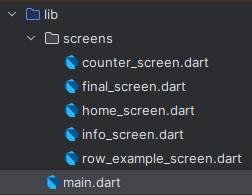 lib
screens
counter_screen.dart
final_screen.dart
home_screen.dart
info_screen.dart
row_example_screen.dart
main.dart